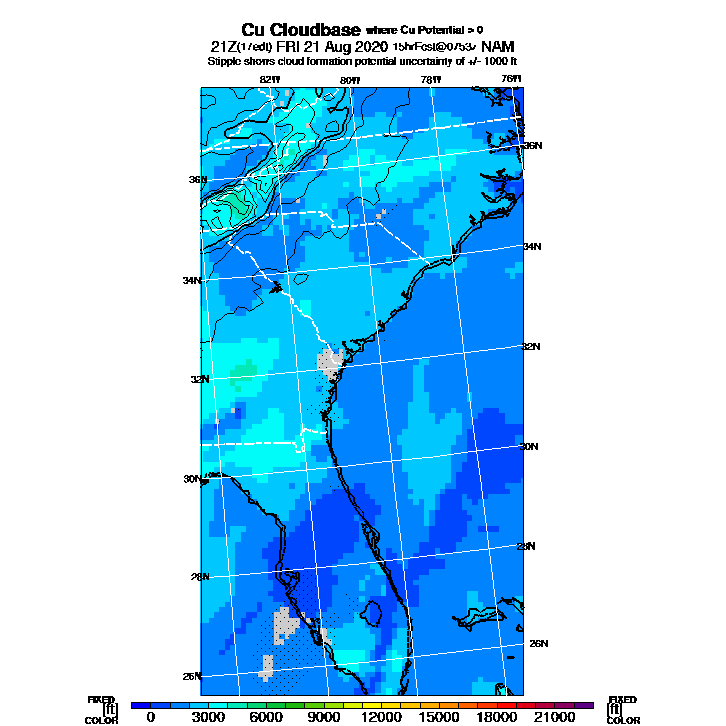 Cu Cloudbase where Cu Potential > 0
21Z(17edt) FRI 21 Aug 2020 15hrFcst@0753z NAM
Stipple shows cloud formation potential uncertainty of +/- 1000 ft
82W 80W 78W 76W
36N
36N
34N
34N
32N
32N
30N
30N
28N
28N
26N
26N
FIXED
[ft]
COLOR
0 3000 6000 9000 12000 15000 18000 21000
FIXED
[ft]
COLOR